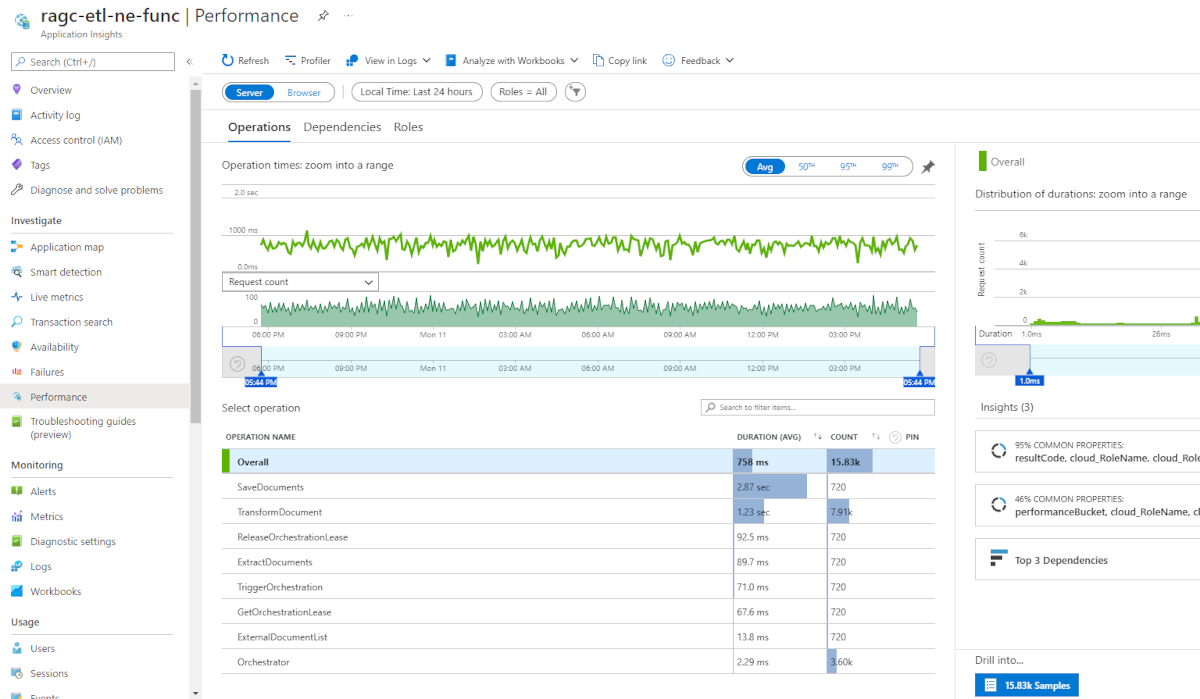 ragc-etl-ne-func | Performance
Application Insights
Search (Ctrl+/)
Overview
Activity log
Access control (IAM)
Tags
Diagnose and solve problems
Investigate
Application map
Smart detection
Live metrics
Transaction search
Availability
Failures
Performance
Troubleshooting guides
(preview)
Monitoring
Alerts
Metrics
Diagnostic settings
Logs
Workbooks
Usage
Users
Sessions
Events
Refresh Profiler View in Logs Analyze with Workbooks Copy link Feedback
Server Browser Local Time: Last 24 hours Roles = All
Operations Dependencies Roles
Operation times: zoom into a range Avg 50TH 95TH 99TH
2.0 sec
1000 ms
0.0ms
Request count
100
0
06:00 PM 09:00 PM Mon 11 03:00 AM 06:00 AM 09:00 AM 12:00 PM 03:00 PM
06:00 PM 09:00 PM Mon 11 03:00 AM 06:00 AM 09:00 AM 12:00 PM 03:00 PM
05:44 PM 05:44 PM
Select operation Search to filter items...
OPERATION NAME DURATION (AVG) COUNT PIN
Overall 758 ms 15.83k
SaveDocuments 2.87 sec 720
TransformDocument 1.23 sec 7.91k
ReleaseOrchestrationLease 92.5 ms 720
ExtractDocuments 89.7 ms 720
TriggerOrchestration 71.0 ms 720
GetOrchestrationLease 67.6 ms 720
ExternalDocumentList 13.8 ms 720
Orchestrator 2.29 ms 3.60k
Overall
Distribution of durations: zoom into a range
Request count
6k
4k
2k
0
Duration 1.0ms 26ms
1.0ms
Insights (3)
95% COMMON PROPERTIES:
resultCode, cloud_RoleName, cloud_Role
46% COMMON PROPERTIES:
performanceBucket, cloud_RoleName, cl
Top 3 Dependencies
Drill into...
15.83k Samples